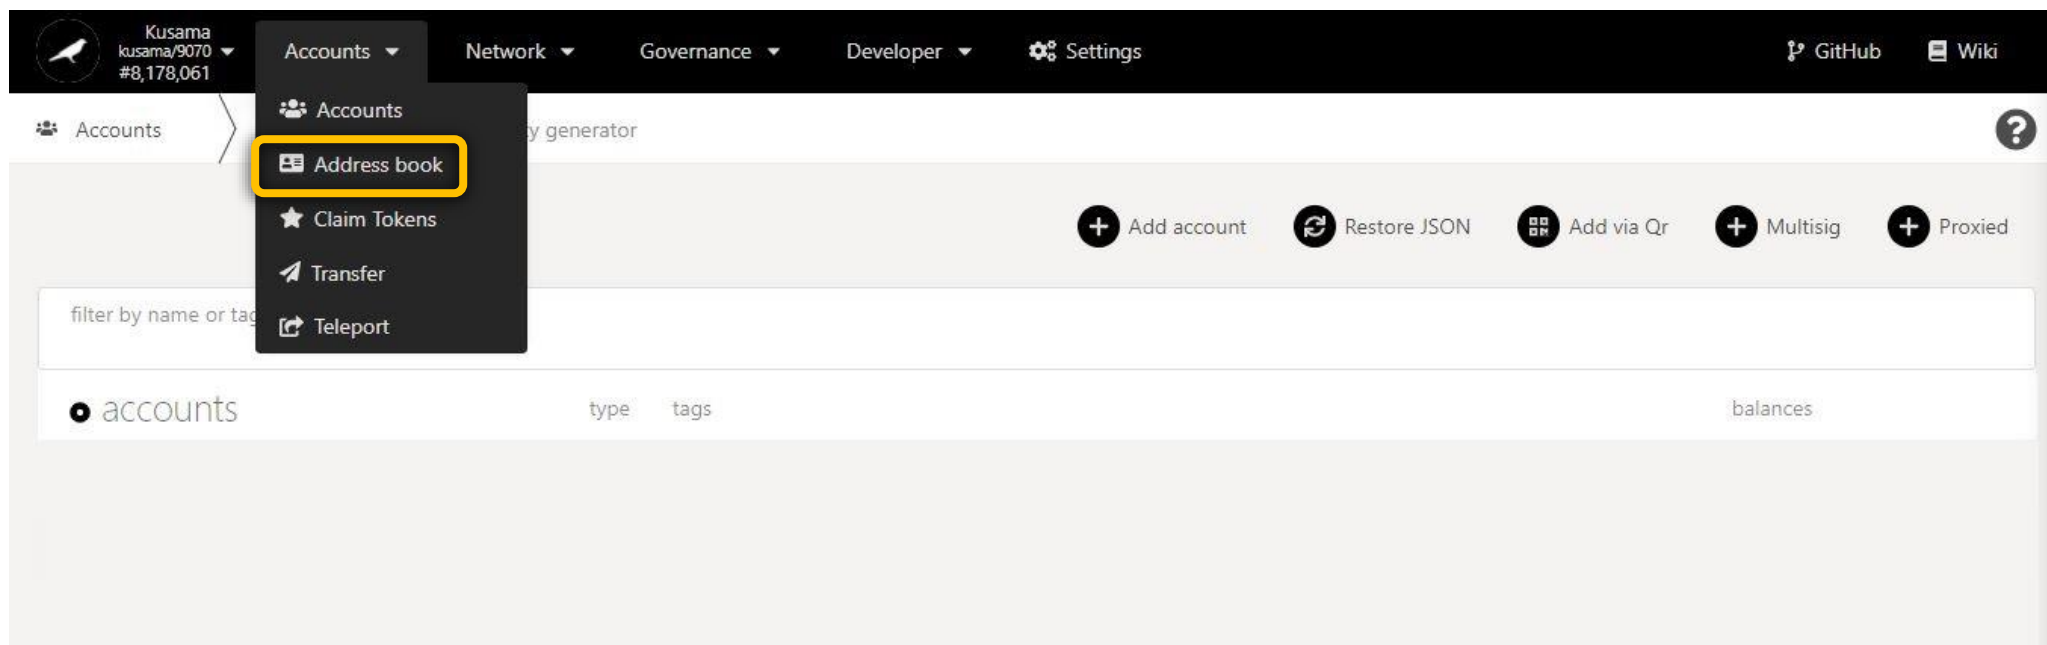 Kusama
kusama/9070
#8,178,061
Accounts
Network
Governance
Developer
Settings
GitHub
Wiki
Accounts
Address book
Claim Tokens
Transfer
Teleport
Accounts
generator
Add account
Restore JSON
Add via Qr
Multisig
Proxied
filter by name or
accounts
type
tags
balances